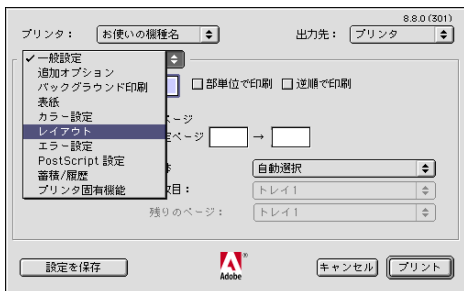 8.8.0 (301)
プリンタ： お使いの機種名 出力先： プリンタ
✓一般設定
追加オプション
バックグラウンド印刷
表紙
カラー設定
レイアウト
エラー設定
PostScript 設定
蓄積/履歴
プリンタ固有機能
部単位で印刷 逆順で印刷
ページ
ページ →
自動選択
目： トレイ1
残りのページ： トレイ1
設定を保存 Adobe キャンセル プリント